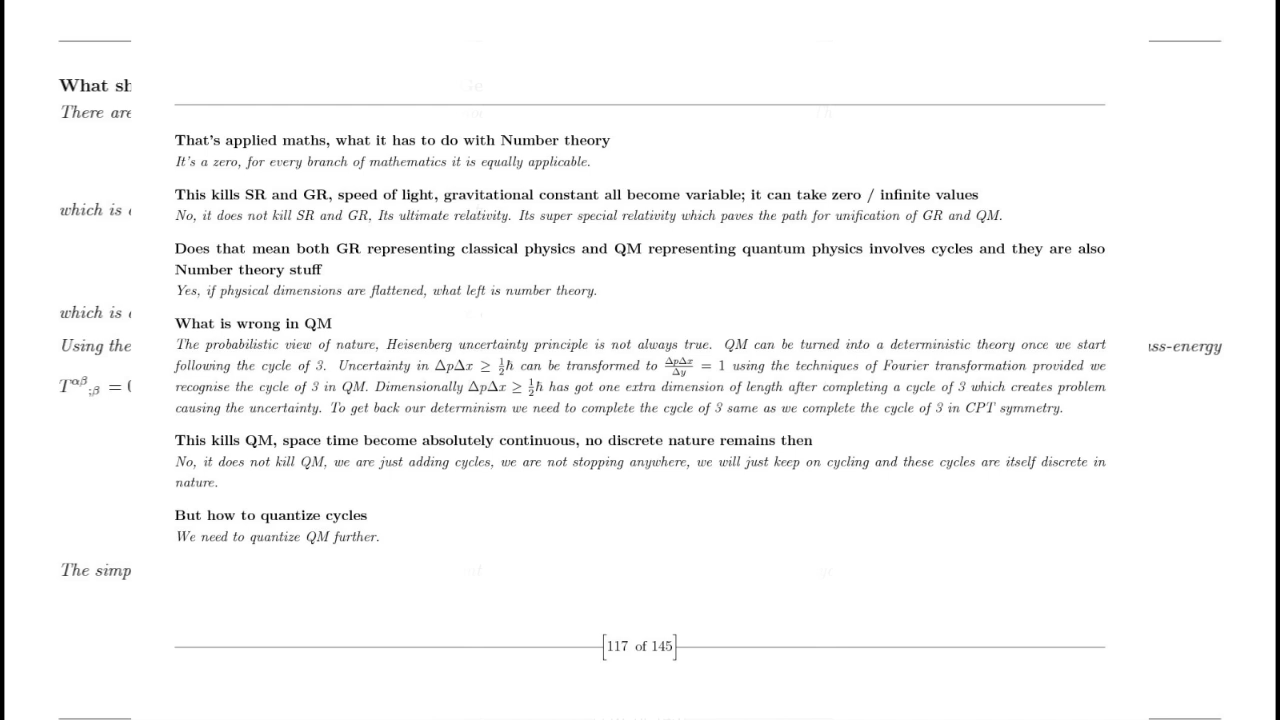 What sh
There are
That's applied maths, what it has to do with Number theory
It's a zero, for every branch of mathematics it is equally applicable.
This kills SR and GR, speed of light, gravitational constant all become variable; it can take zero / infinite values
which is
No, it does not kill SR and GR, Its ultimate relativity. Its super special relativity which paves the path for unification of GR and QM.
Does that mean both GR representing classical physics and QM representing quantum physics involves cycles and they are also
Number theory stuff
Yes, if physical dimensions are flattened, what left is number theory.
which is
What is wrong in QM
Using the
The probabilistic view of nature, Heisenberg uncertainty principle is not always true. QM can be turned into a deterministic theory once we start
ss-energy
following the cycle of 3. Uncertainty in ΔpΔx ≥ ½ħ can be transformed to ΔpΔx/Δy = 1 using the techniques of Fourier transformation provided we
T^{αβ}_{;β} =
recognise the cycle of 3 in QM. Dimensionally ΔpΔx ≥ ½ħ has got one extra dimension of length after completing a cycle of 3 which creates problem
causing the uncertainty. To get back our determinism we need to complete the cycle of 3 same as we complete the cycle of 3 in CPT symmetry.
This kills QM, space time become absolutely continuous, no discrete nature remains then
No, it does not kill QM, we are just adding cycles, we are not stopping anywhere, we will just keep on cycling and these cycles are itself discrete in
nature.
But how to quantize cycles
We need to quantize QM further.
The simp
117 of 145